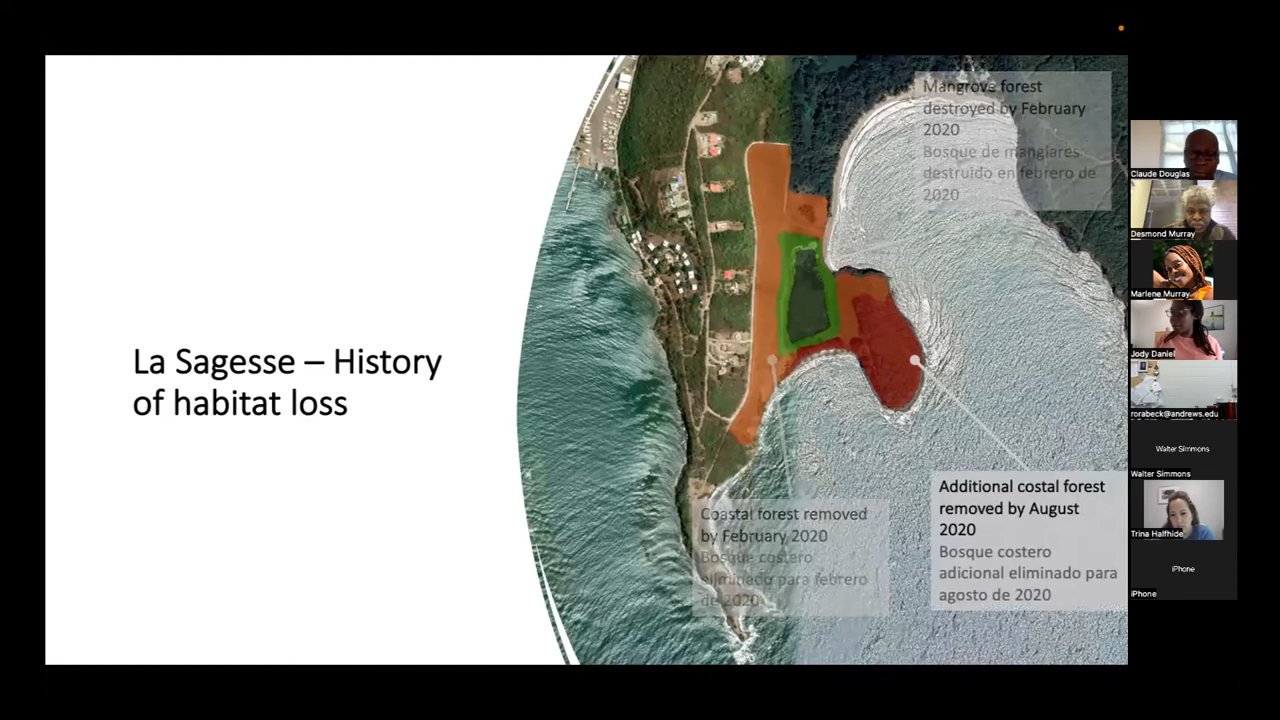 La Sagesse – History
of habitat loss
Mangrove forest
destroyed by February
2020
Bosque de manglares
destruido en febrero de
2020
Coastal forest removed
by February 2020
Bosque costero
eliminado para febrero
de 2020
Additional costal forest
removed by August
2020
Bosque costero
adicional eliminado para
agosto de 2020
Claude Douglas
Desmond Murray
Marlene Murray
Jody Daniel
rorabeck@andrews.edu
Walter Simmons
Walter Simmons
Trina Halfhide
iPhone
iPhone